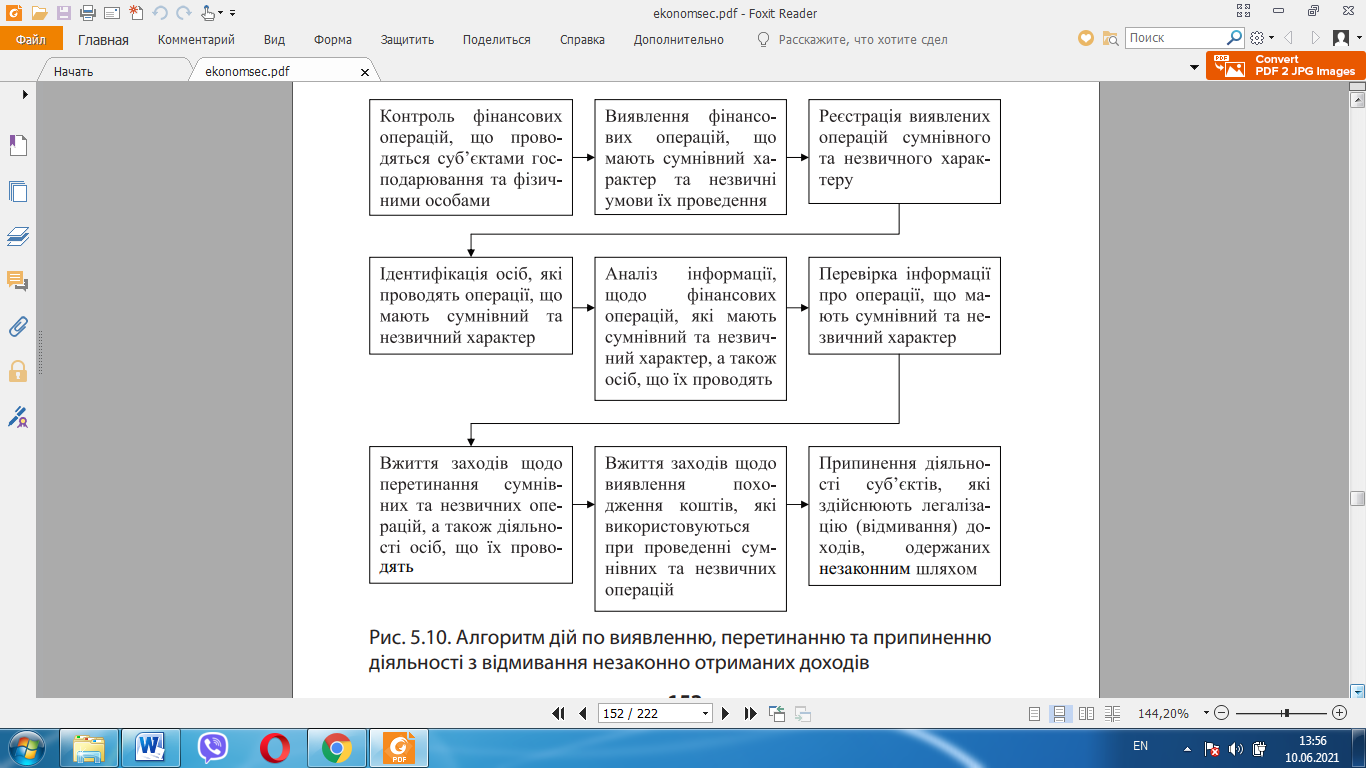 ekonomsec.pdf - Foxit Reader
Файл
Главная
Комментарий
Вид
Форма
Защитить
Поделиться
Справка
Дополнительно
Расскажите, что хотите сдел
Поиск
Начать
ekonomsec.pdf
Convert
PDF 2 JPG Images
Контроль фінансових
операцій, що прово-
дяться суб’єктами гос-
подарювання та фізич-
ними особами
Виявлення фінансо-
вих операцій, що
мають сумнівний ха-
рактер та незвичні
умови їх проведення
Реєстрація виявлених
операцій сумнівного
та незвичного харак-
теру
Ідентифікація осіб, які
проводять операції, що
мають сумнівний та
незвичний характер
Аналіз інформації,
щодо фінансових
операцій, які мають
сумнівний та незвич-
ний характер, а також
осіб, що їх проводять
Перевірка інформації
про операції, що ма-
ють сумнівний та не-
звичний характер
Вжиття заходів щодо
перетинання сумнів-
них та незвичних опе-
рацій, а також діяльно-
сті осіб, що їх прово-
дять
Вжиття заходів щодо
виявлення похо-
дження коштів, які
використовуються
при проведенні сум-
нівних та незвичних
операцій
Припинення діяльно-
сті суб’єктів, які
здійснюють легаліза-
цію (відмивання) до-
ходів, одержаних
незаконним шляхом
Рис. 5.10. Алгоритм дій по виявленню, перетинанню та припиненню
діяльності з відмивання незаконно отриманих доходів
152 / 222
144,20%
EN
13:56
10.06.2021